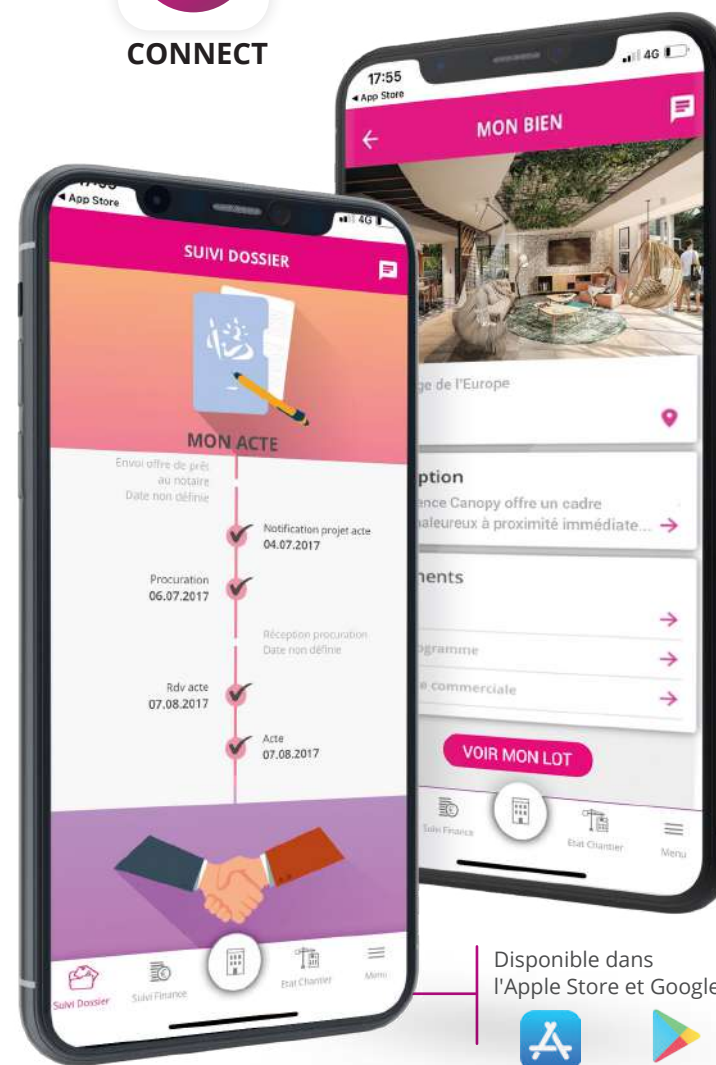 CONNECT
17:55
◄ App Store
4G
MON BIEN
ge de l'Europe
ption
ence Canopy offre un cadre
aleureux à proximité immédiate...
nents
ogramme
e commerciale
VOIR MON LOT
Suivi Finance
Etat Chantier
Menu
◄ App Store
4G
SUIVI DOSSIER
MON ACTE
Envoi offre de prêt
au notaire
Date non définie
Notification projet acte
04.07.2017
Procuration
06.07.2017
Réception procuration
Date non définie
Rdv acte
07.08.2017
Acte
07.08.2017
Suivi Dossier
Suivi Finance
Etat Chantier
Menu
Disponible dans
l'Apple Store et Google